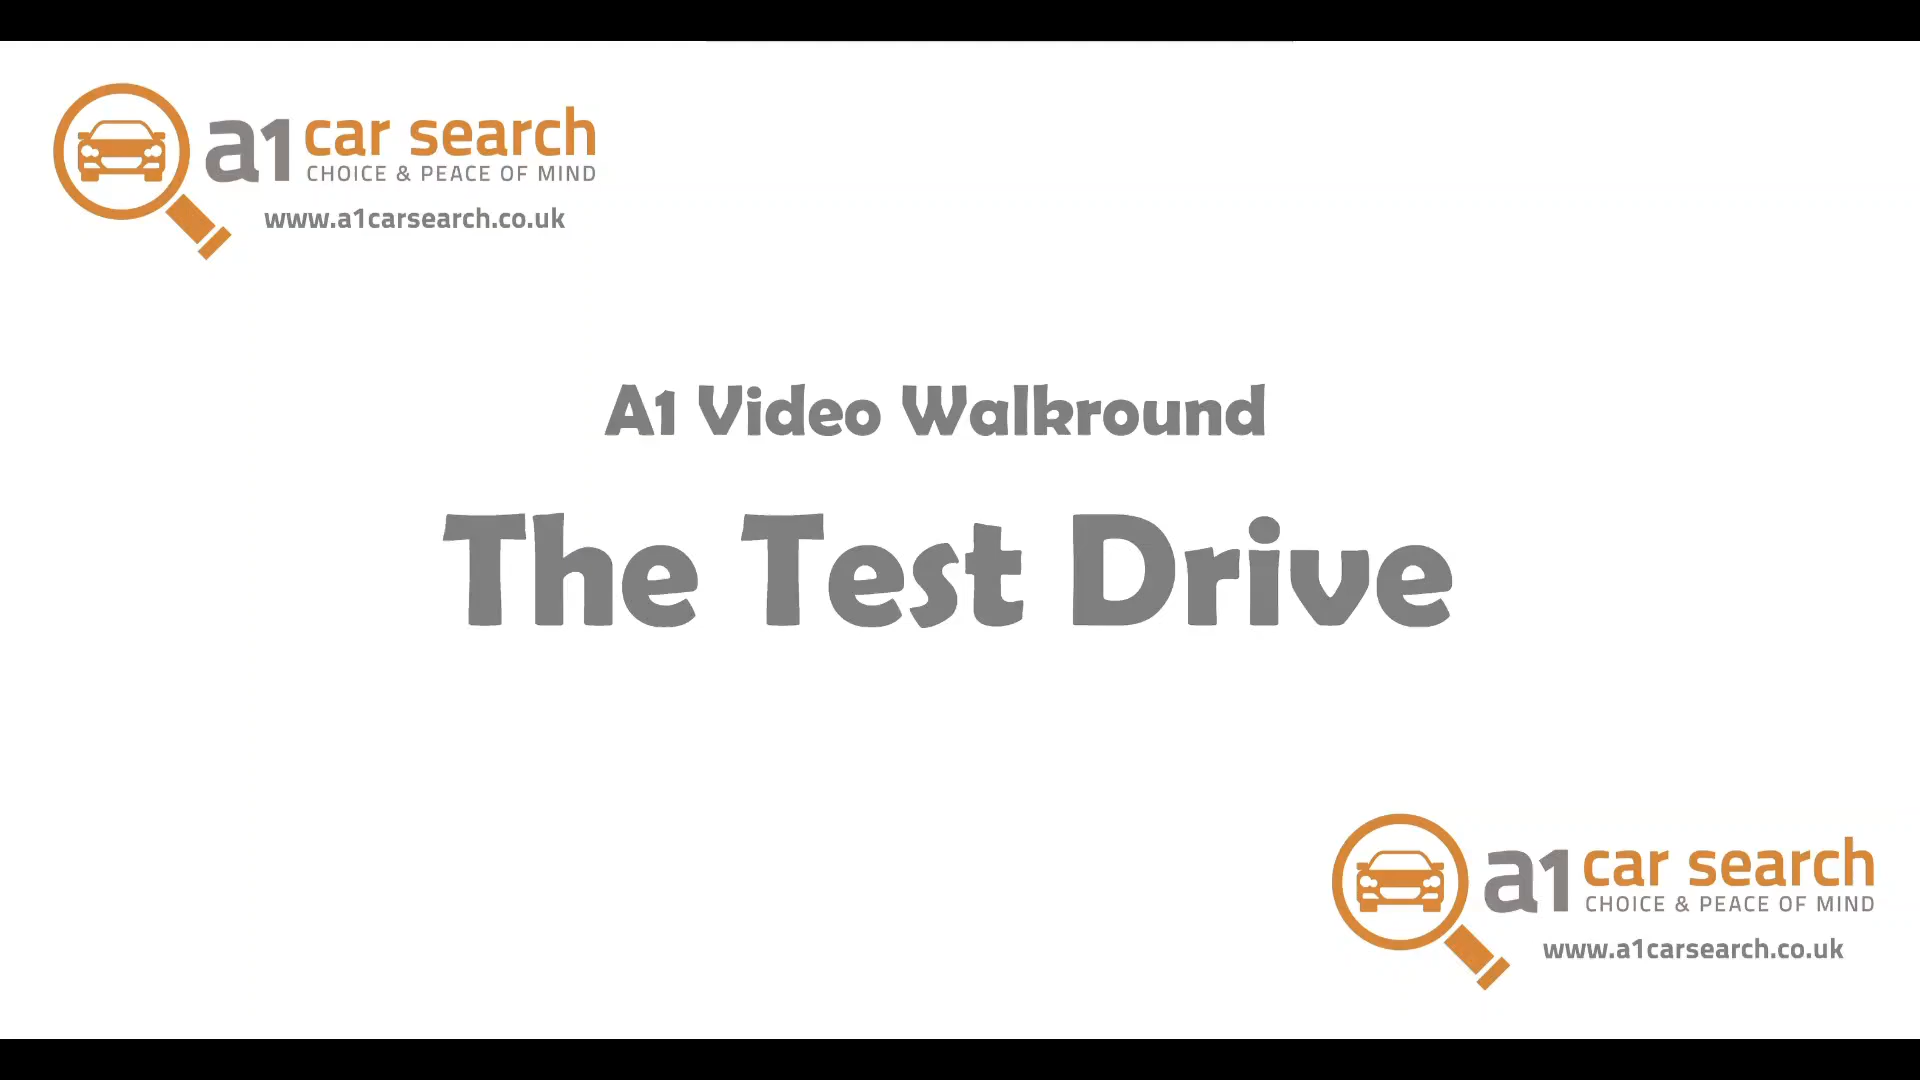 a1 car search
CHOICE & PEACE OF MIND
www.a1carsearch.co.uk
A1 Video Walkround
The Test Drive
a1 car search
CHOICE & PEACE OF MIND
www.a1carsearch.co.uk